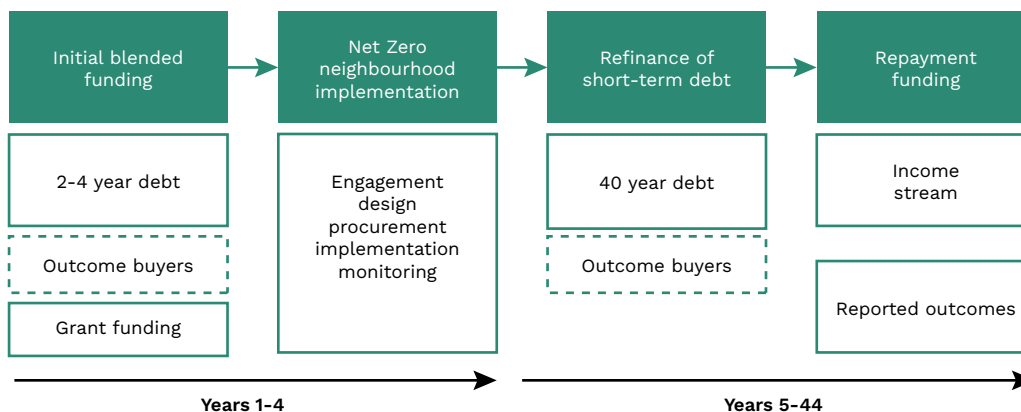 Initial blended
funding
Net Zero
neighbourhood
implementation
Refinance of
short-term debt
Repayment
funding
2-4 year debt
Outcome buyers
Grant funding
Engagement
design
procurement
implementation
monitoring
40 year debt
Outcome buyers
Income
stream
Reported outcomes
Years 1-4
Years 5-44